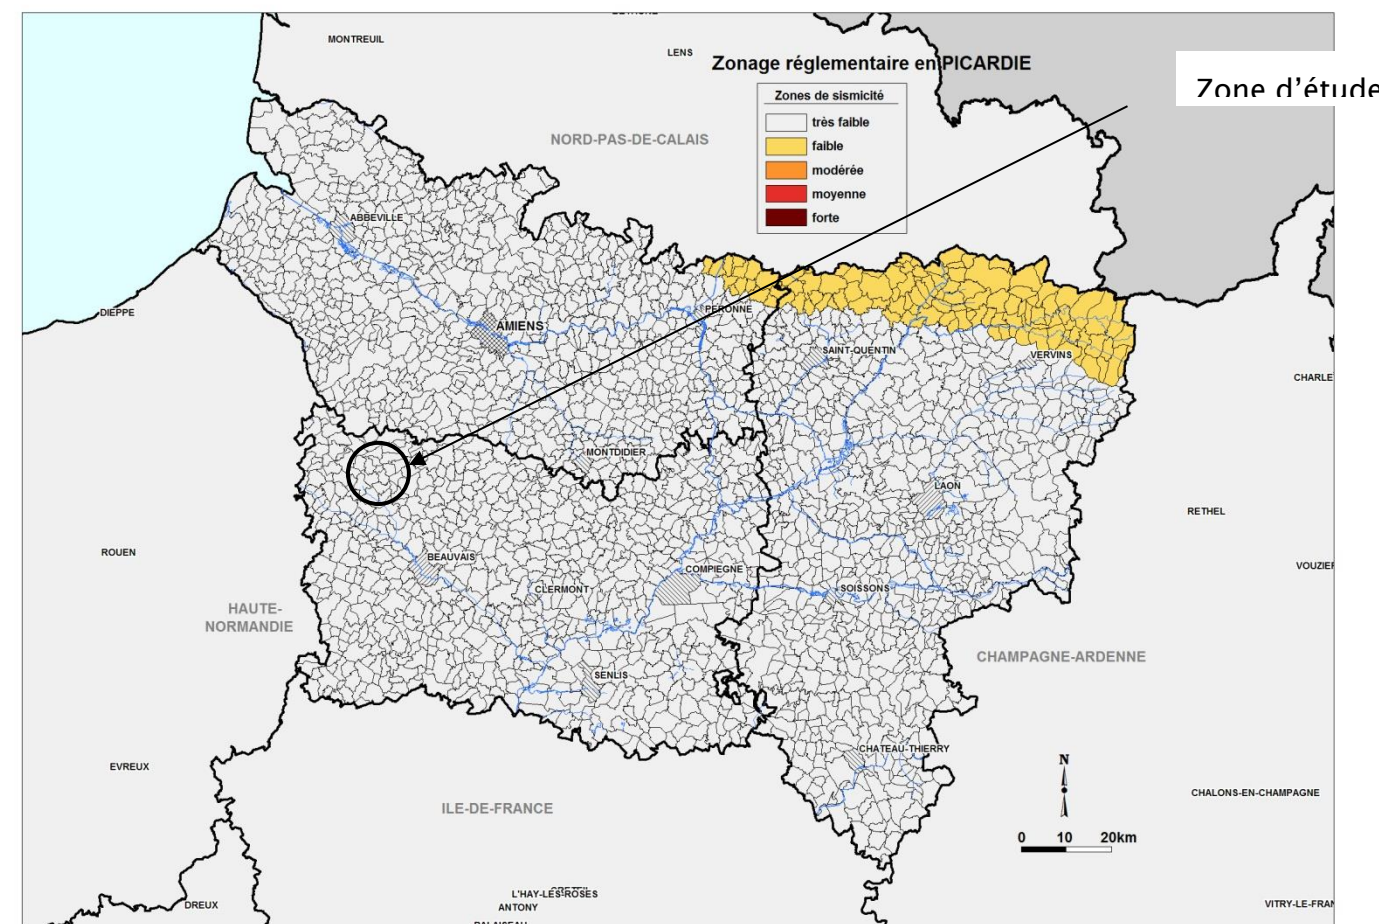 MONTREUIL
LENS
Zonage réglementaire en PICARDIE
Zone d'étude
Zones de sismicité
très faible
faible
modérée
moyenne
forte
NORD-PAS-DE-CALAIS
ABBEVILLE
DIEPPE
AMIENS
PERONNE
SAINT-QUENTIN
VERVINS
CHARLE
MONTDIDIER
LAON
RETHEL
ROUEN
BEAUVAIS
COMPIEGNE
VOUZIE
CLERMONT
SOISSONS
HAUTE-
NORMANDIE
CHAMPAGNE-ARDENNE
SENLIS
CHATEAU-THIERRY
EVREUX
N
ILE-DE-FRANCE
CHALONS-EN-CHAMPAGNE
0 10 20km
L'HAY-LES-ROSES
DREUX
ANTONY
VITRY-LE-FRAN
PALAISEAU